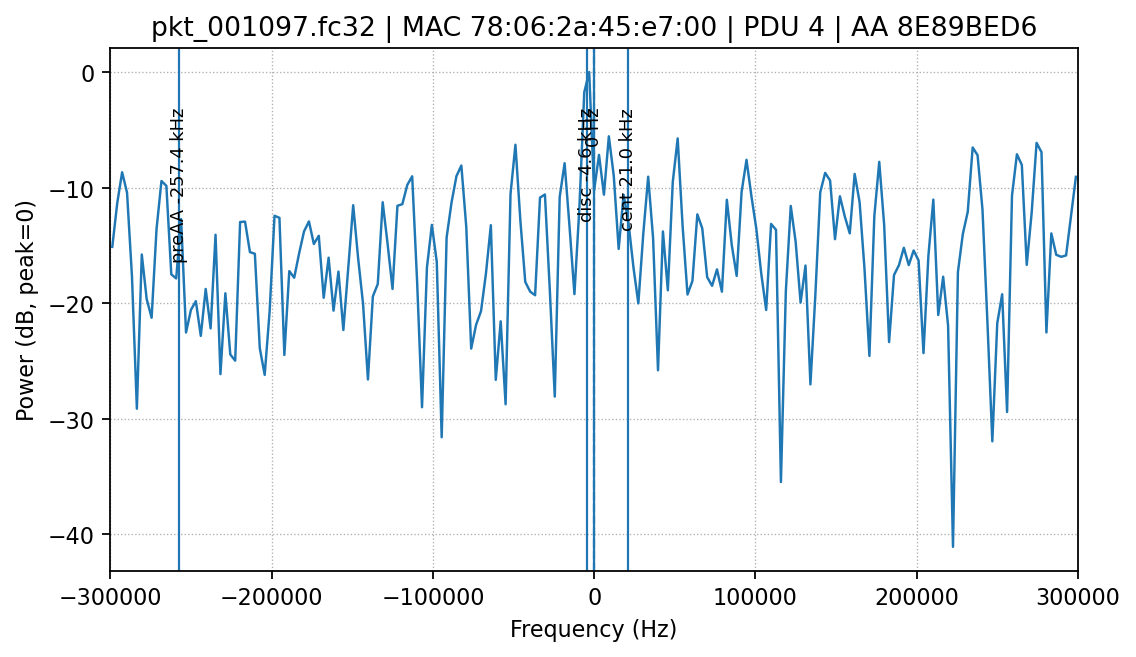 pkt_001097.fc32 | MAC 78:06:2a:45:e7:00 | PDU 4 | AA 8E89BED6
Power (dB, peak=0)
0
−10
−20
−30
−40
preAA -257.4 kHz
disc -4.6 kHz
cent 21.0 kHz
−300000
−200000
−100000
0
100000
200000
300000
Frequency (Hz)